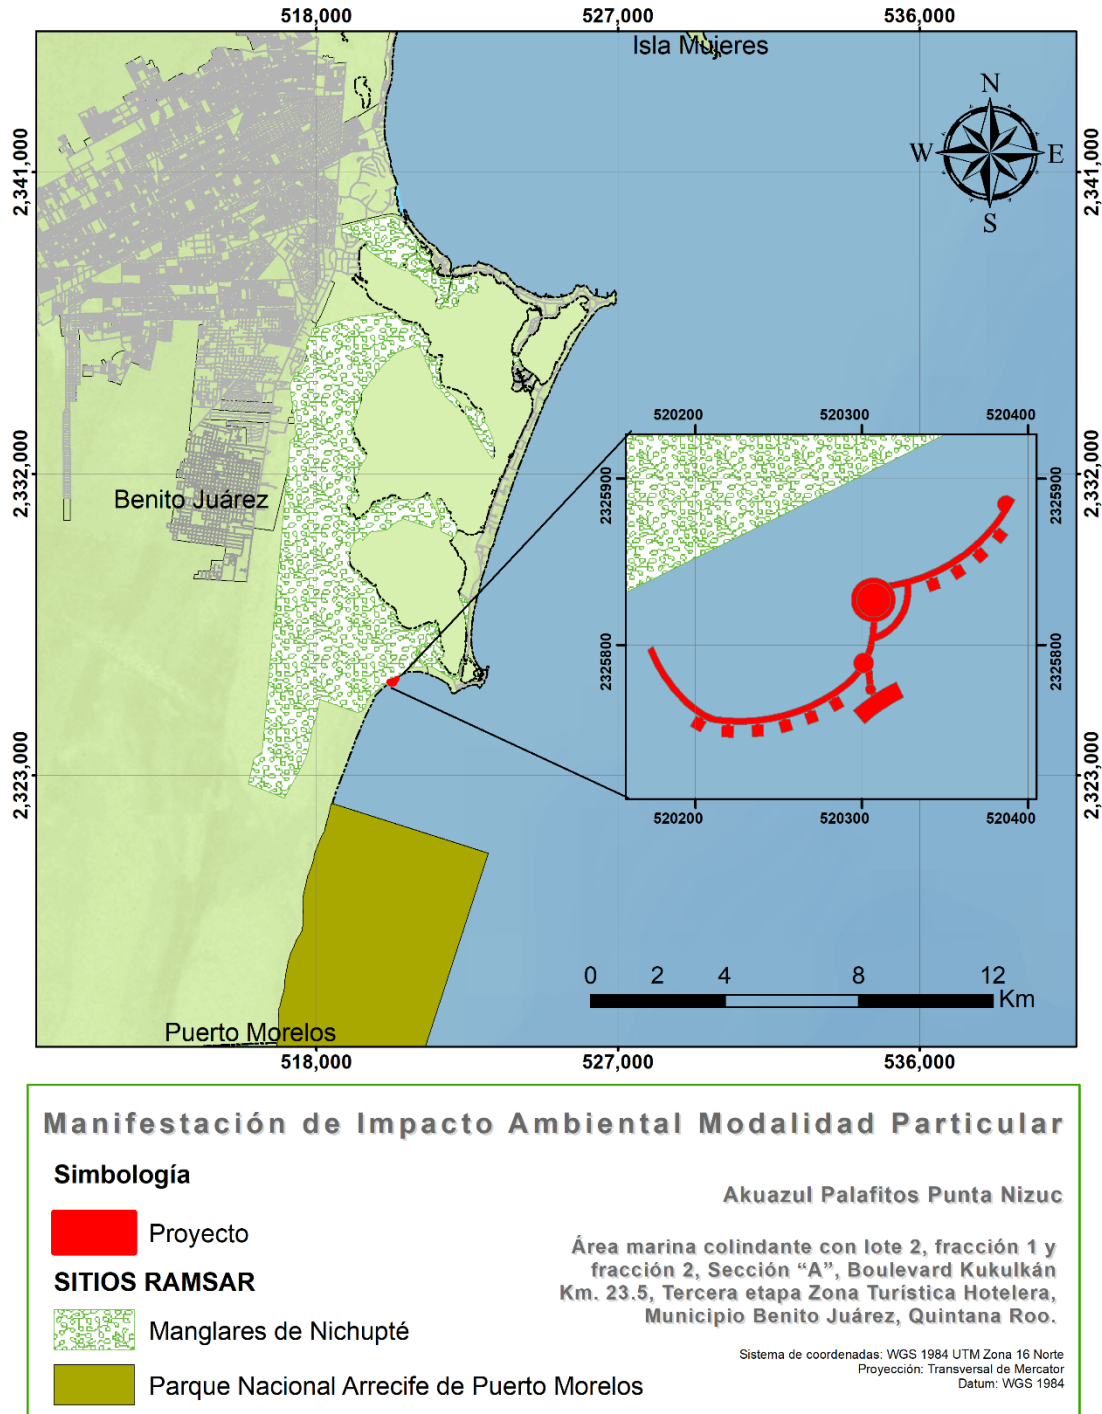 518,000 527,000 536,000
Isla Mujeres
N
W E
S
2,341,000 2,341,000
520200 520300 520400
2,332,000 2,332,000
Benito Juárez
2325900 2325900
2325800 2325800
2,323,000 2,323,000
520200 520300 520400
0 2 4 8 12
Km
Puerto Morelos
518,000 527,000 536,000
Manifestación de Impacto Ambiental Modalidad Particular
Simbología
Proyecto
SITIOS RAMSAR
Manglares de Nichupté
Parque Nacional Arrecife de Puerto Morelos
Akuazul Palafitos Punta Nizuc
Área marina colindante con lote 2, fracción 1 y
fracción 2, Sección “A”, Boulevard Kukulkán
Km. 23.5, Tercera etapa Zona Turística Hotelera,
Municipio Benito Juárez, Quintana Roo.
Sistema de coordenadas: WGS 1984 UTM Zona 16 Norte
Proyección: Transversal de Mercator
Datum: WGS 1984